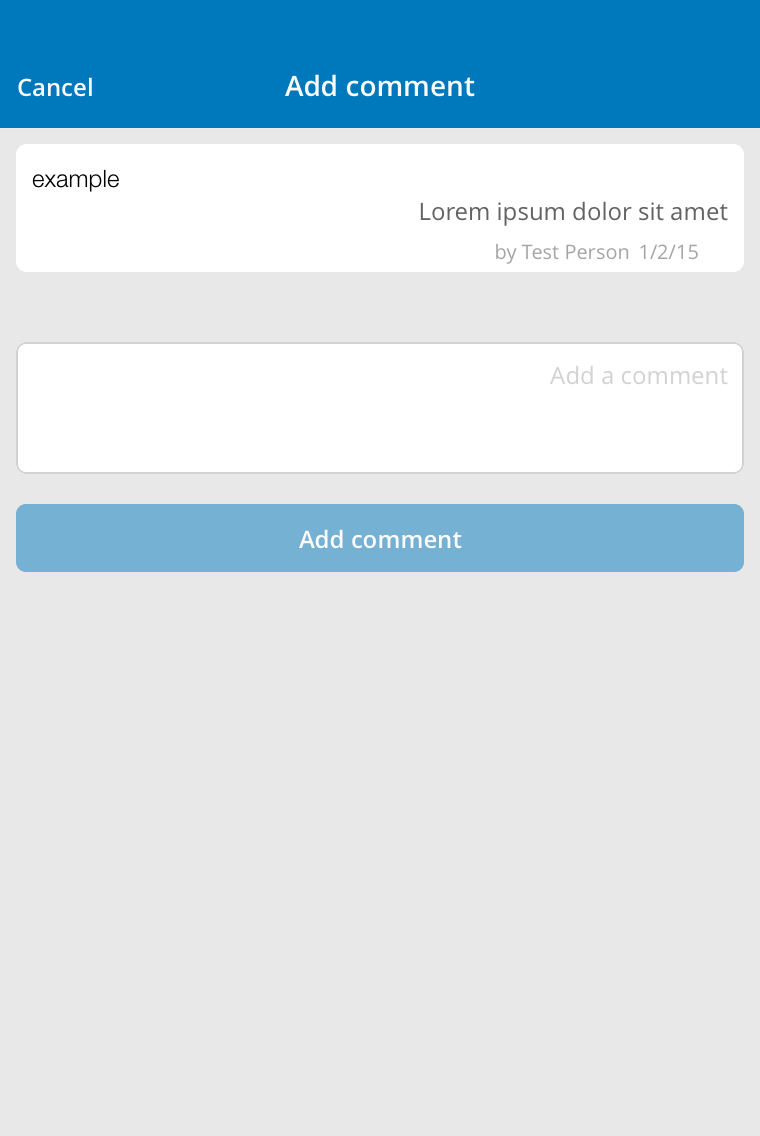 Cancel
Add comment
example
Lorem ipsum dolor sit amet
by Test Person 1/2/15
Add a comment
Add comment